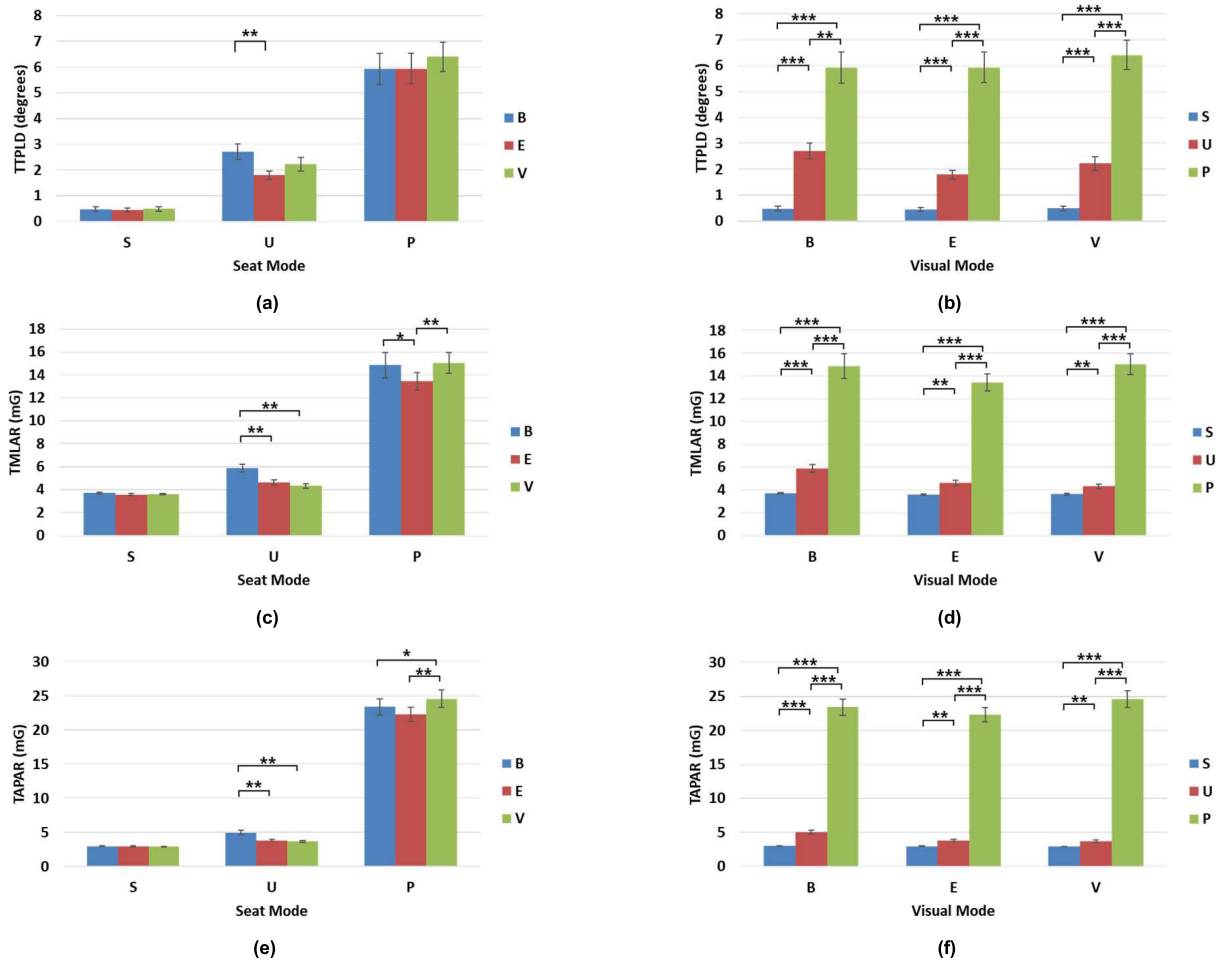 8
7
6
5
4
3
2
1
0
TTPLD (degrees)
**
S U P
Seat Mode
B
E
V
(a)
8
7
6
5
4
3
2
1
0
TTPLD (degrees)
*** *** ***
** *** ***
*** *** ***
B E V
Visual Mode
S
U
P
(b)
18
16
14
12
10
8
6
4
2
0
TMLAR (mG)
* **
**
**
S U P
Seat Mode
B
E
V
(c)
18
16
14
12
10
8
6
4
2
0
TMLAR (mG)
*** *** ***
*** *** ***
*** ** **
B E V
Visual Mode
S
U
P
(d)
30
25
20
15
10
5
0
TAPAR (mG)
*
**
**
**
S U P
Seat Mode
B
E
V
(e)
30
25
20
15
10
5
0
TAPAR (mG)
*** *** ***
*** *** ***
*** ** **
B E V
Visual Mode
S
U
P
(f)